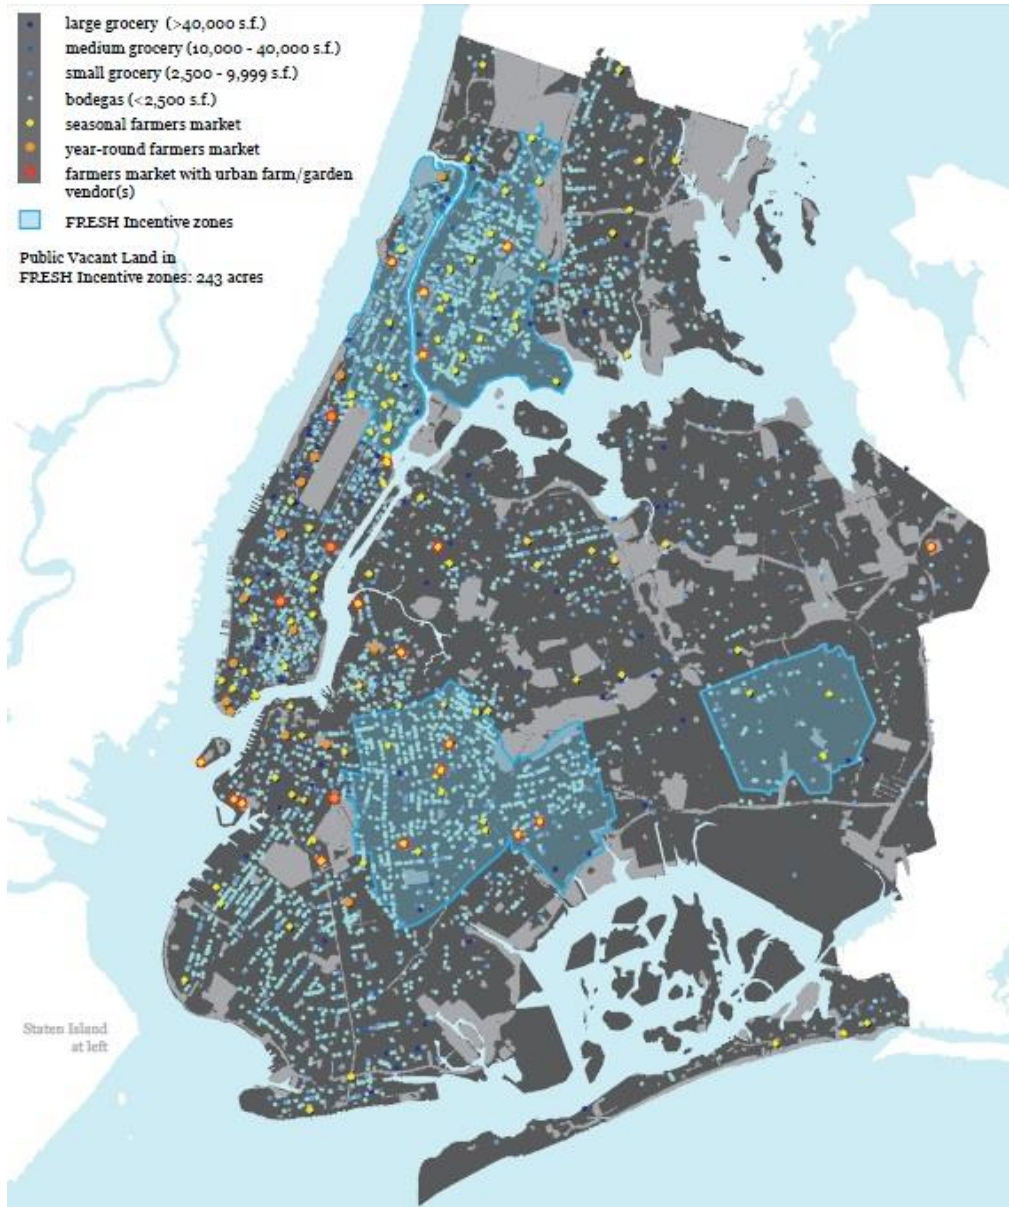 large grocery (>40,000 s.f.)
medium grocery (10,000 - 40,000 s.f.)
small grocery (2,500 - 9,999 s.f.)
bodegas (<2,500 s.f.)
seasonal farmers market
year-round farmers market
farmers market with urban farm/garden
vendor(s)
FRESH Incentive zones
Public Vacant Land in
FRESH Incentive zones: 243 acres
Staten Island
at left